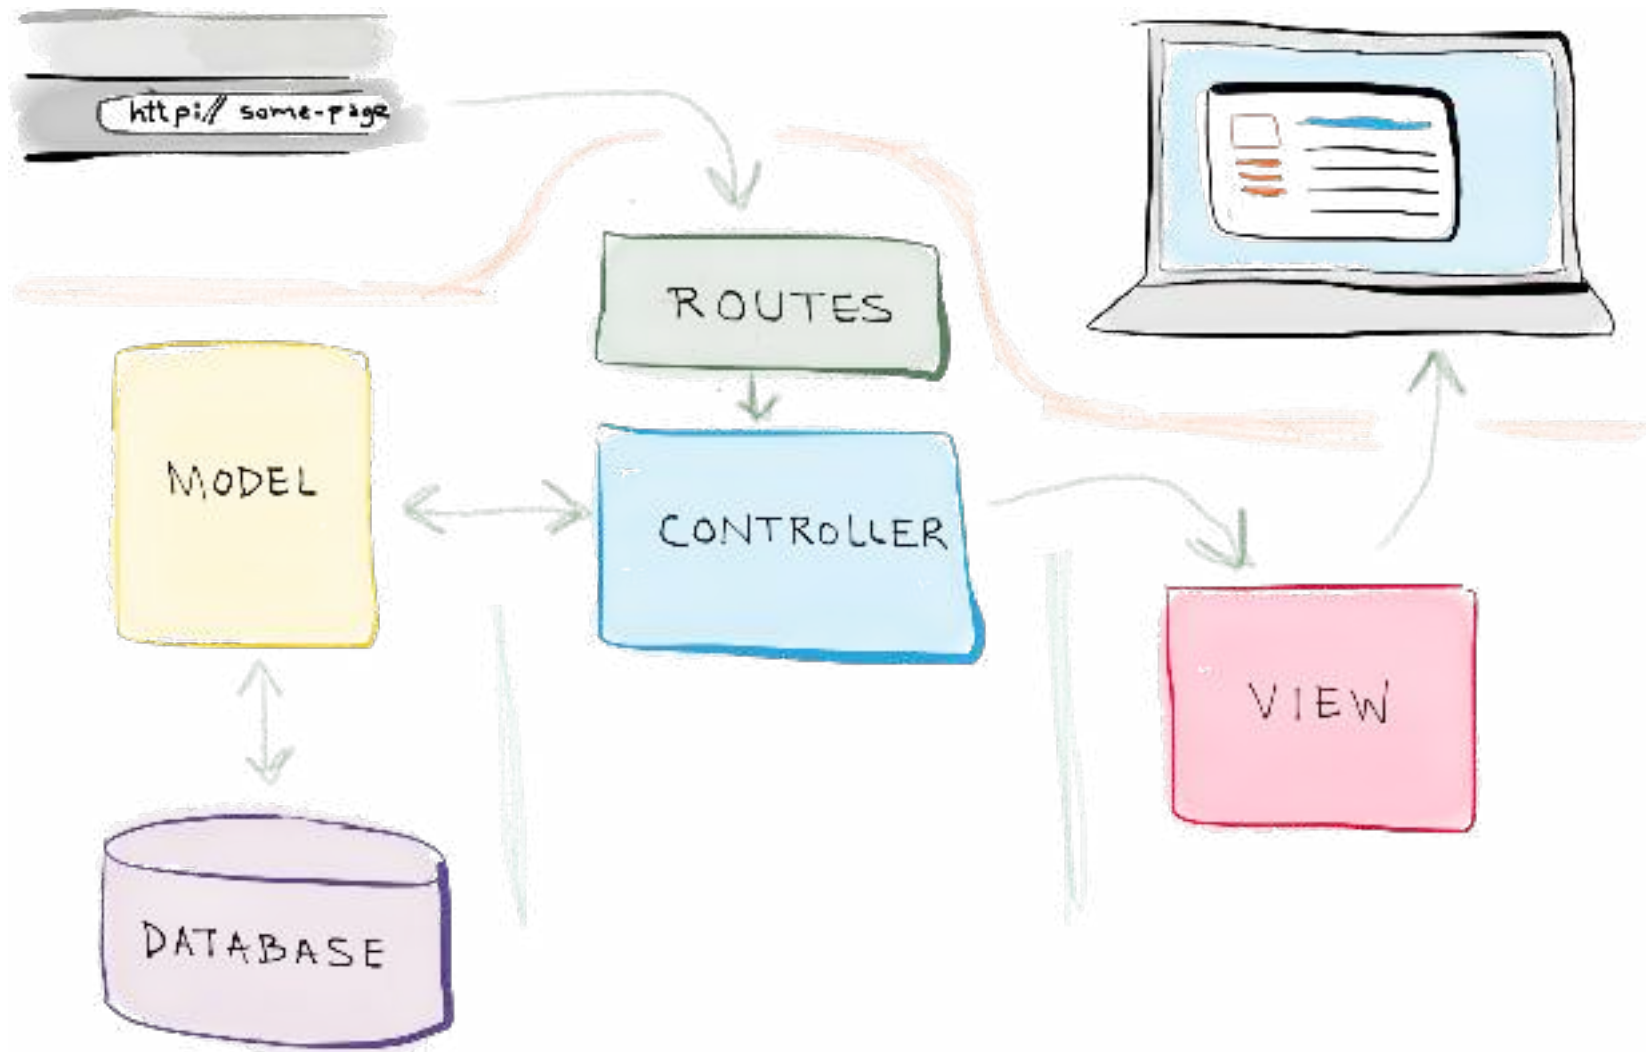 http:// some-page
ROUTES
MODEL
CONTROLLER
VIEW
DATABASE